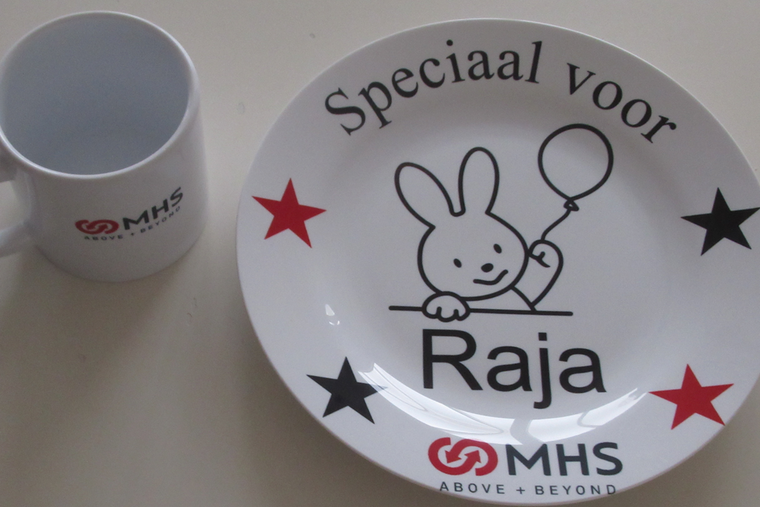 Speciaal voor
Raja
MHS
ABOVE + BEYOND
MHS
ABOVE + BEYOND